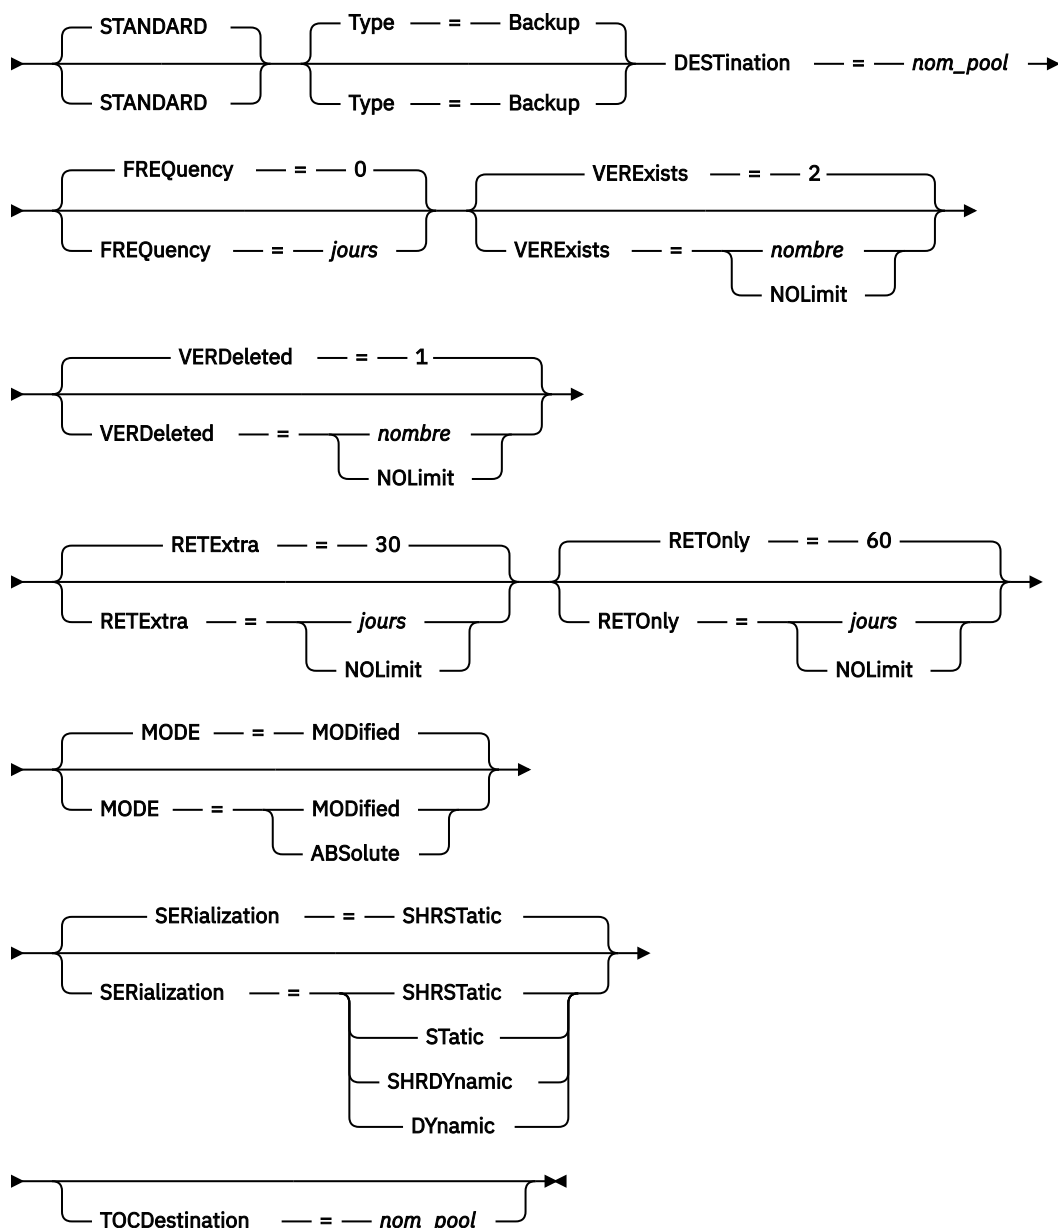 STANDARD
STANDARD
Type = Backup
Type = Backup
DESTination = nom_pool
FREQuency = 0
FREQuency = jours
VERExists = 2
VERExists = nombre
NOLimit
VERDeleted = 1
VERDeleted = nombre
NOLimit
RETExtra = 30
RETExtra = jours
NOLimit
RETOnly = 60
RETOnly = jours
NOLimit
MODE = MODified
MODE = MODified
ABSolute
SERialization = SHRSTatic
SERialization = SHRSTatic
STatic
SHRDYnamic
DYnamic
TOCDestination = nom_pool